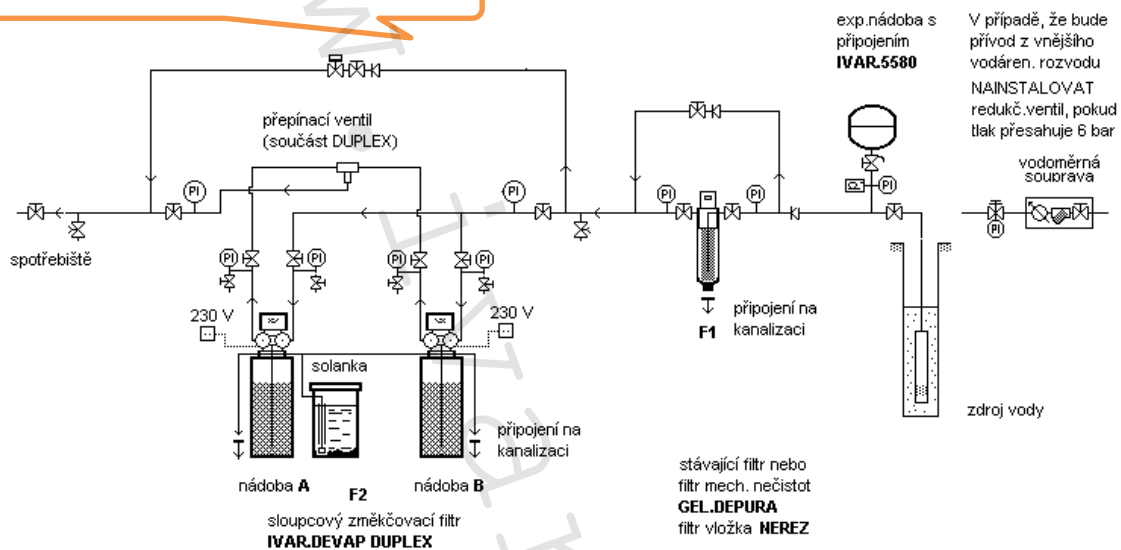 exp.nádoba s
připojením
IVAR.5580
V případě, že bude
přívod z vnějšího
vodáren. rozvodu
NAINSTALOVAT
redukč.ventil, pokud
tlak přesahuje 6 bar
vodoměrná
souprava
přepínací ventil
(součást DUPLEX)
PI
PI
PI
PI
PI
PI
spotřebiště
PI
PI
PI
PI
230 V
230 V
F1
připojení na
kanalizaci
solanka
zdroj vody
připojení na
kanalizaci
nádoba A
F2
nádoba B
sloupcový změkčovací filtr
IVAR.DEVAP DUPLEX
stávající filtr nebo
filtr mech. nečistot
GEL.DEPURA
filtr vložka NEREZ